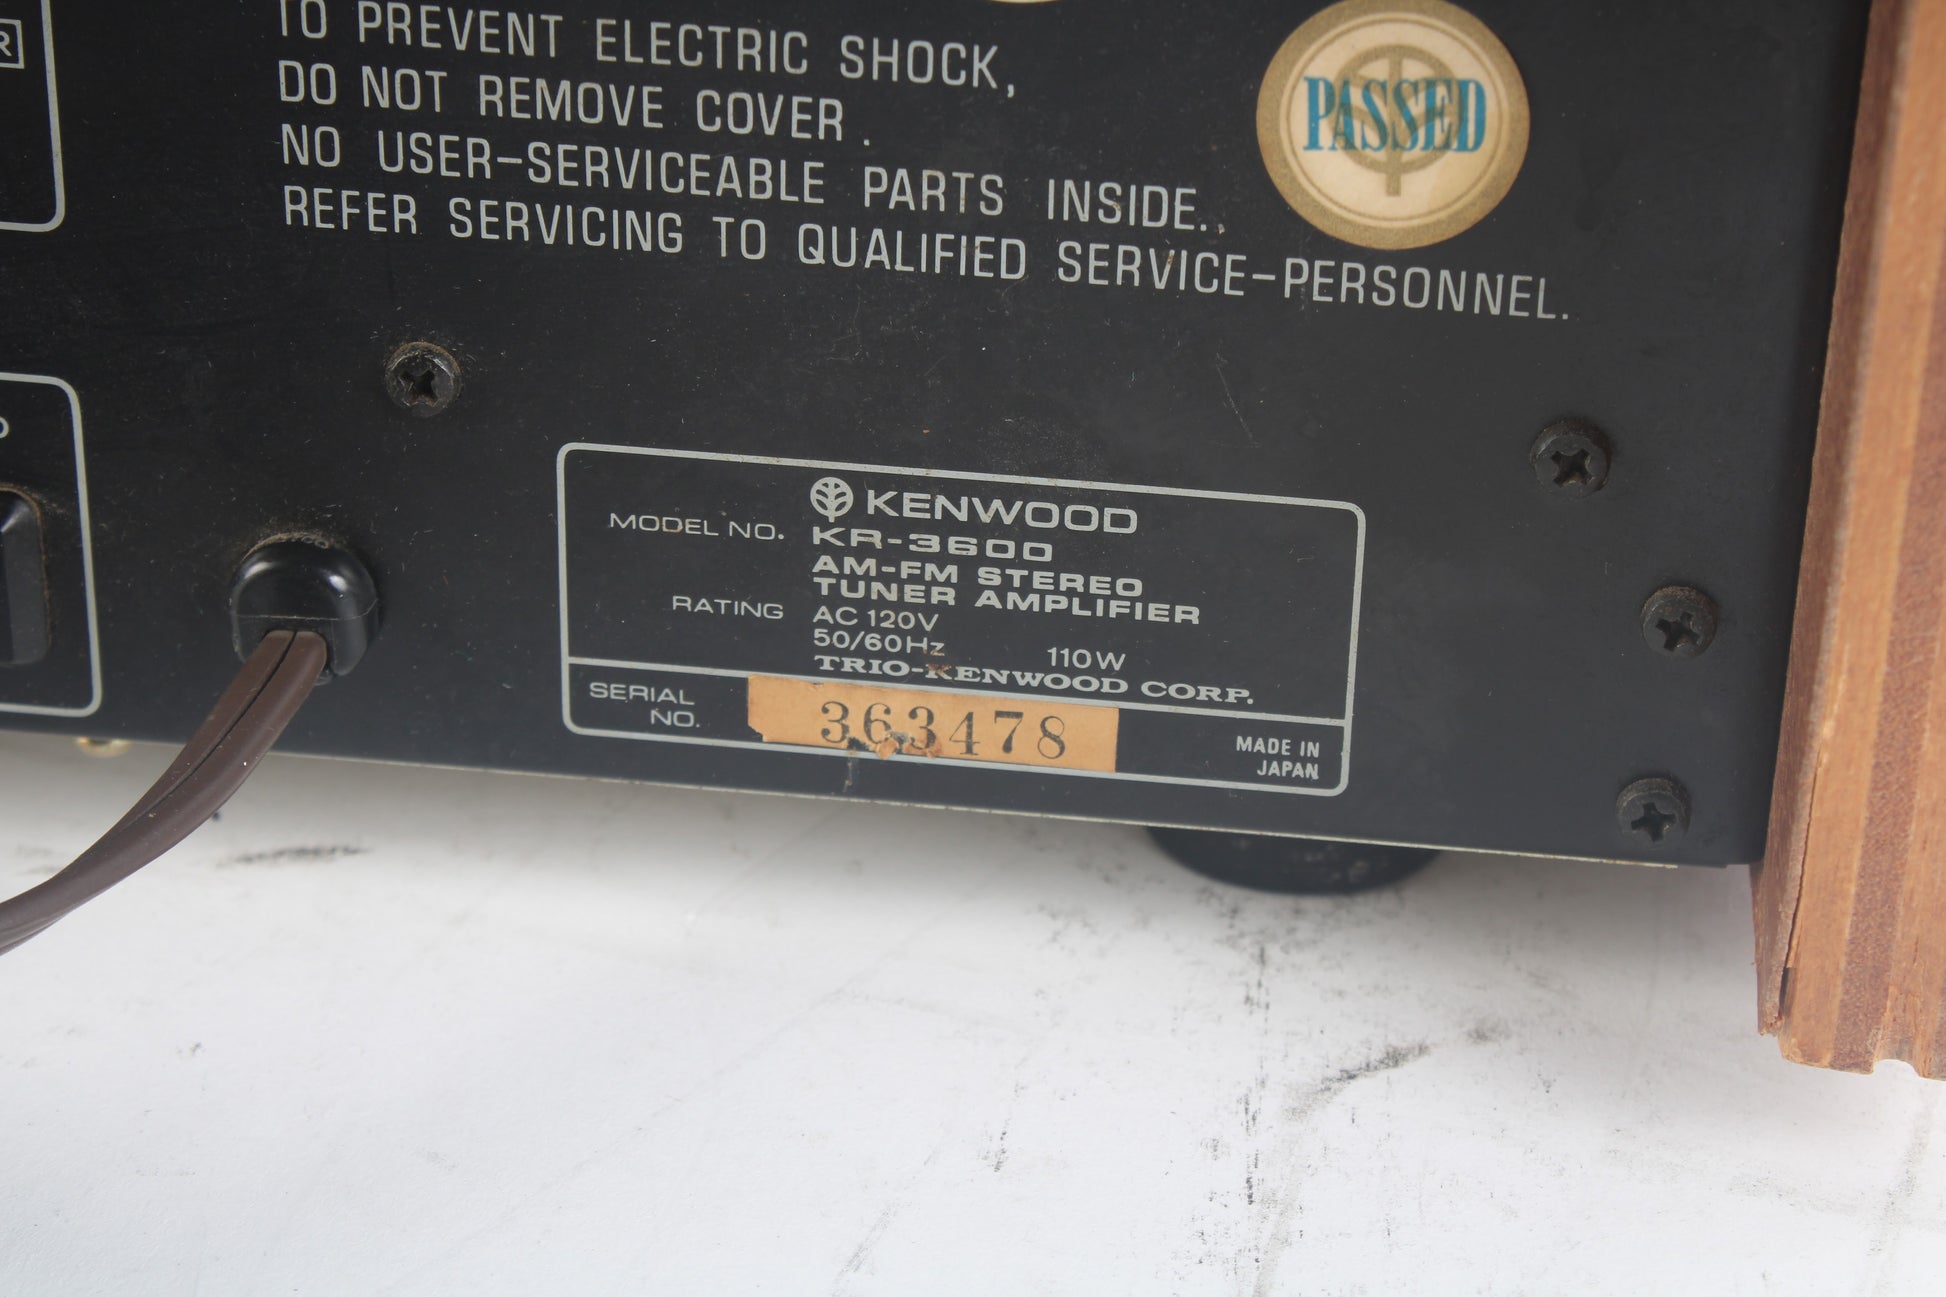 TO PREVENT ELECTRIC SHOCK,
DO NOT REMOVE COVER.
NO USER-SERVICEABLE PARTS INSIDE.
REFER SERVICING TO QUALIFIED SERVICE-PERSONNEL.
PASSED
R
KENWOOD
MODEL NO. KR-3600
AM-FM STEREO
TUNER AMPLIFIER
RATING AC 120V
50/60Hz 110W
TRIO-KENWOOD CORP.
SERIAL NO. 363478
MADE IN
JAPAN